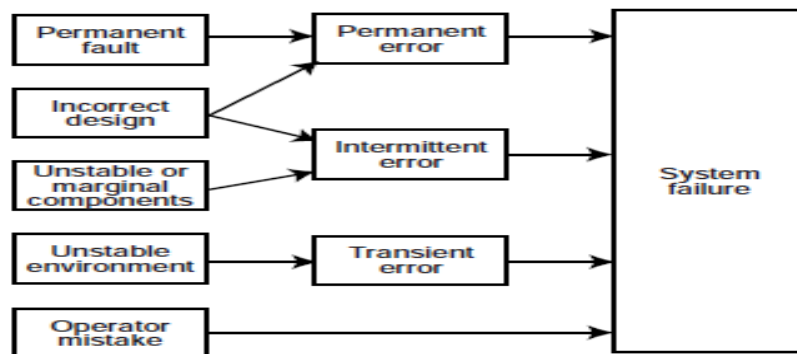 Permanent
fault
Permanent
error
Incorrect
design
Unstable or
marginal
components
Intermittent
error
Unstable
environment
Transient
error
Operator
mistake
System
failure